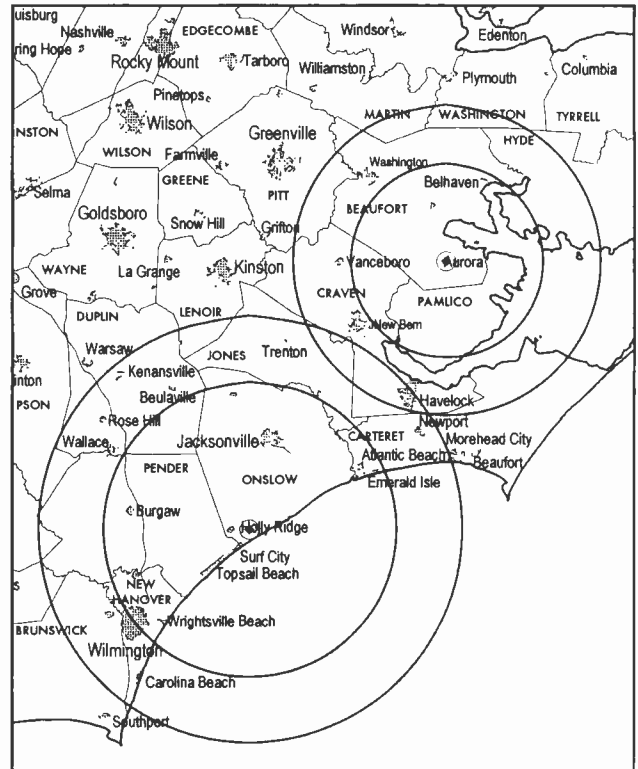 uisburg
Nashville
EDGECOMBE
Windsor
Edenton
ring Hope
Rocky Mount
Tarboro
Williamston
Plymouth
Columbia
Pinetops
Wilson
Greenville
MARTIN
WASHINGTON
TYRRELL
NSTON
WILSON
Farmville
HYDE
Washington
Selma
GREENE
PITT
Belhaven
Goldsboro
Snow Hill
BEAUFORT
Grifton
WAYNE
La Grange
Kinston
Vanceboro
Aurora
Grove
CRAVEN
PAMLICO
DUPLIN
LENOIR
New Bern
Warsaw
JONES
Trenton
inton
Kenansville
PSON
Beulaville
Havelock
Rose Hill
Newport
Wallace
Jacksonville
CARTERET
Morehead City
PENDER
Atlantic Beach
Beaufort
ONSLOW
Emerald Isle
Burgaw
Holly Ridge
Surf City
Topsail Beach
S
NEW
HANOVER
BRUNSWICK
Wrightsville Beach
Wilmington
Carolina Beach
Southport